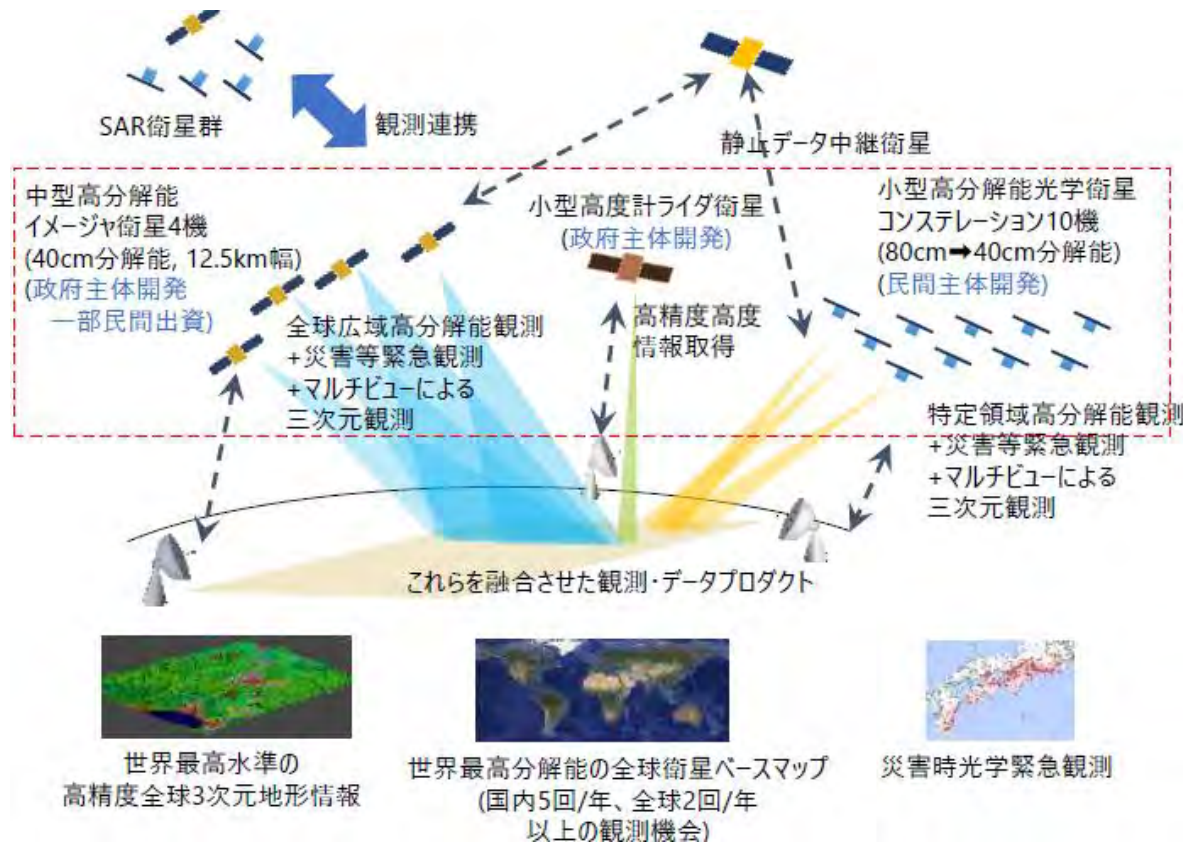 SAR衛星群
観測連携
静止データ中継衛星
中型高分解能
イメージャ衛星4機
(40cm分解能, 12.5km幅)
(政府主体開発
一部民間出資)
全球広域高分解能観測
+災害等緊急観測
+マルチビューによる
三次元観測
小型高度計ライダ衛星
(政府主体開発)
高精度高度
情報取得
小型高分解能光学衛星
コンステレーション10機
(80cm➡40cm分解能)
(民間主体開発)
特定領域高分解能観測
+災害等緊急観測
+マルチビューによる
三次元観測
これらを融合させた観測・データプロダクト
世界最高水準の
高精度全球3次元地形情報
世界最高分解能の全球衛星ベースマップ
(国内5回/年、全球2回/年
以上の観測機会)
災害時光学緊急観測